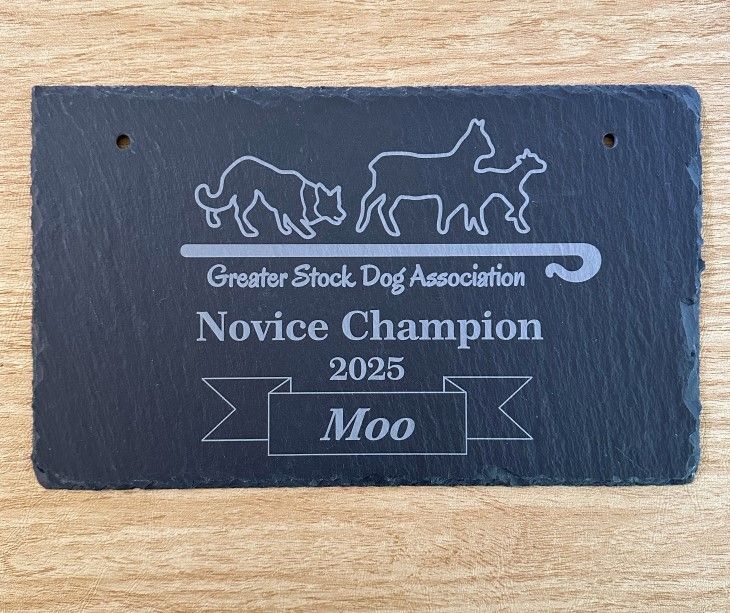 Greater Stock Dog Association
Novice Champion
2025
Moo